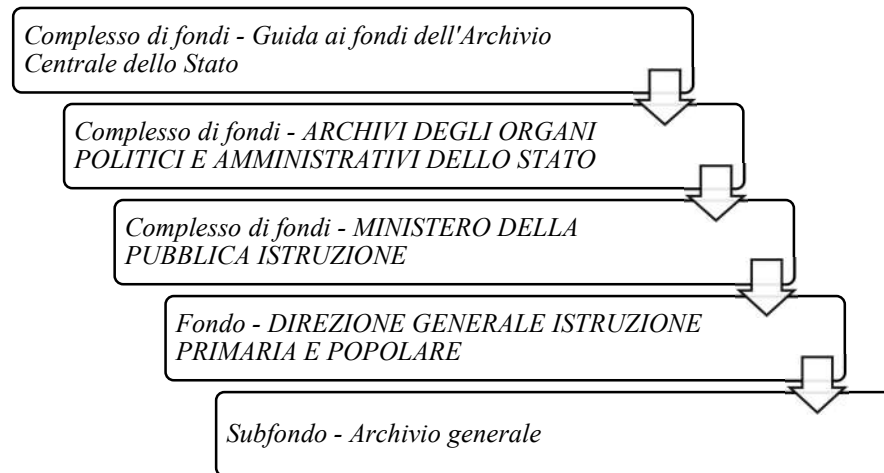 Complesso di fondi - Guida ai fondi dell'Archivio
Centrale dello Stato
Complesso di fondi - ARCHIVI DEGLI ORGANI
POLITICI E AMMINISTRATIVI DELLO STATO
Complesso di fondi - MINISTERO DELLA
PUBBLICA ISTRUZIONE
Fondo - DIREZIONE GENERALE ISTRUZIONE
PRIMARIA E POPOLARE
Subfondo - Archivio generale